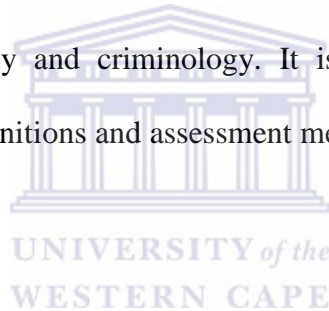 y and criminology. It is
nitions and assessment me
UNIVERSITY of the
WESTERN CAPE